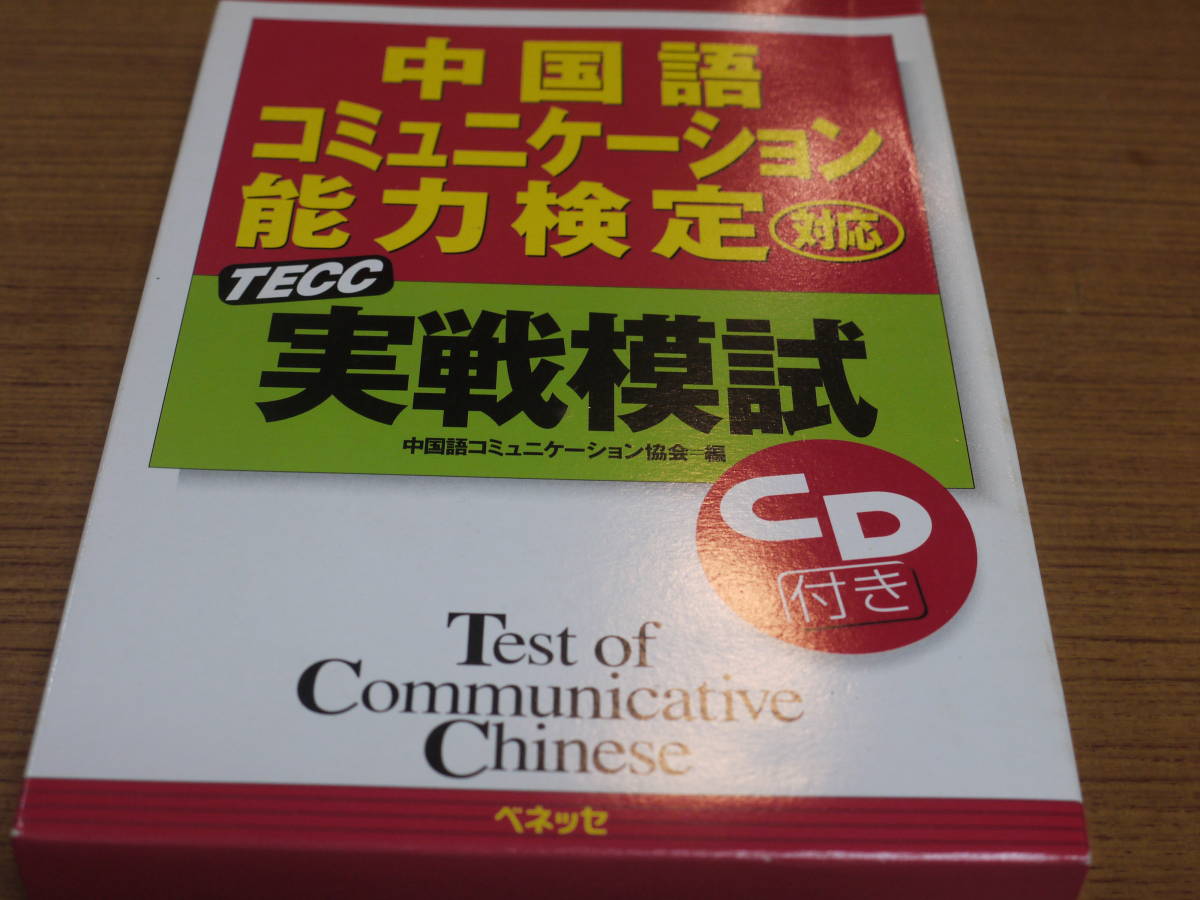 中国語
コミュニケーション
能力検定 対応
TECC
実戦模試
中国語コミュニケーション協会=編
CD
付き
Test of
Communicative
Chinese
ベネッセ